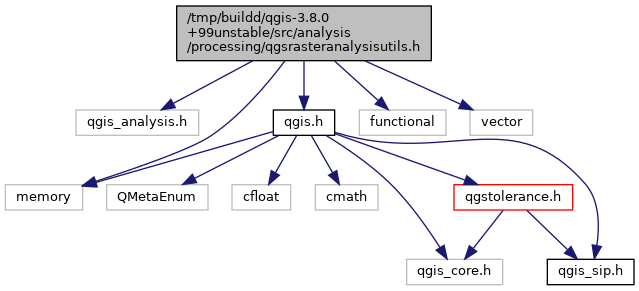 /tmp/buildd/qgis-3.8.0
+99unstable/src/analysis
/processing/qgsrasteranalysisutils.h
qgis_analysis.h
qgis.h
functional
vector
memory
QMetaEnum
cfloat
cmath
qgstolerance.h
qgis_core.h
qgis_sip.h